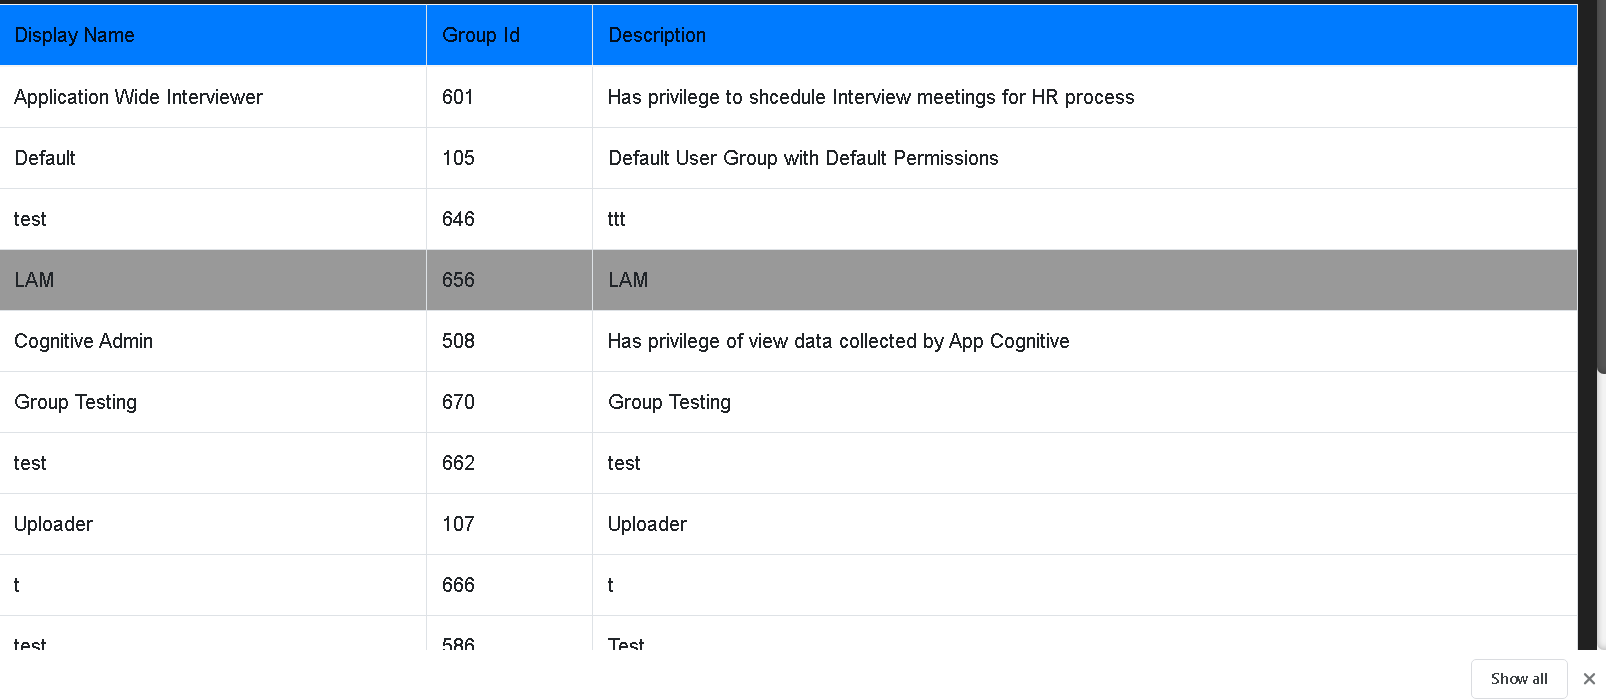 Display Name Group Id Description
Application Wide Interviewer 601 Has privilege to shcedule Interview meetings for HR process
Default 105 Default User Group with Default Permissions
test 646 ttt
LAM 656 LAM
Cognitive Admin 508 Has privilege of view data collected by App Cognitive
Group Testing 670 Group Testing
test 662 test
Uploader 107 Uploader
t 666 t
test 586 Test
Show all